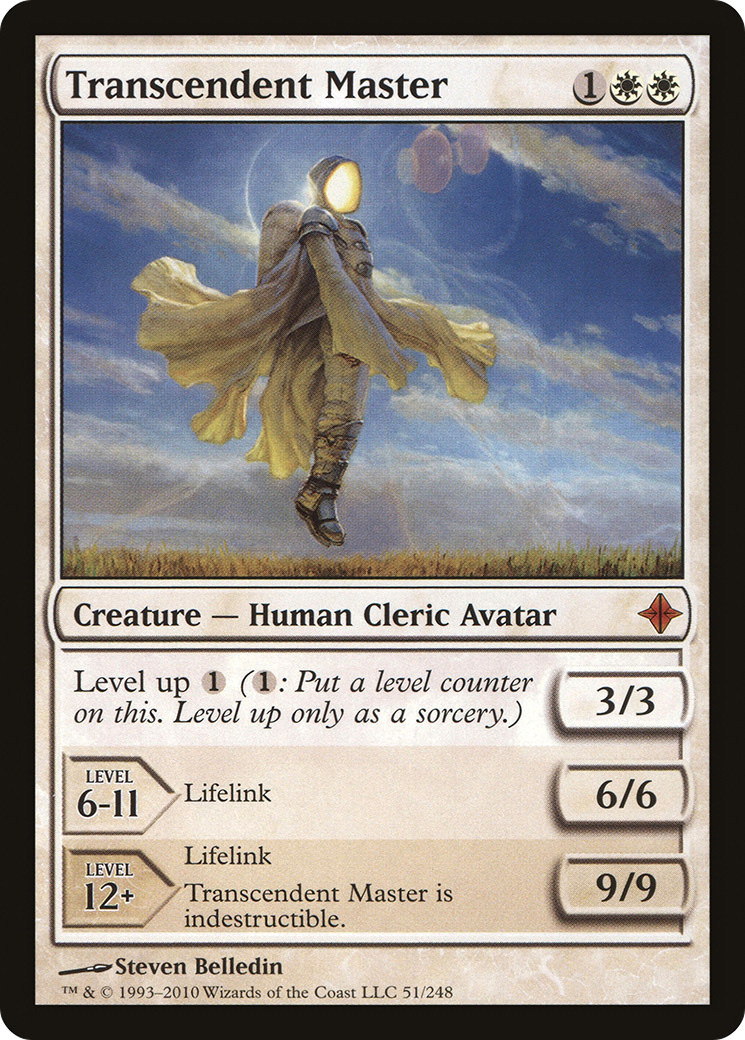 Transcendent Master 1
Creature — Human Cleric Avatar
Level up 1 (1: Put a level counter
on this. Level up only as a sorcery.)
3/3
LEVEL
6-11
Lifelink
6/6
LEVEL
12+
Lifelink
Transcendent Master is
indestructible.
9/9
Steven Belledin
™ & © 1993–2010 Wizards of the Coast LLC 51/248